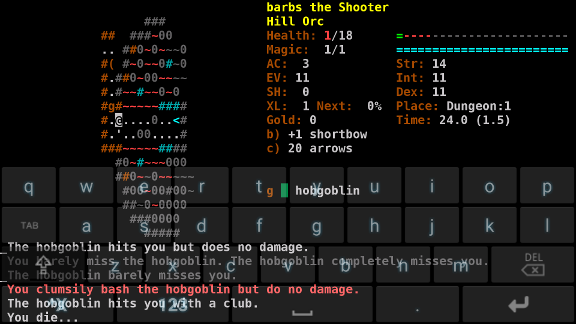 barbs the Shooter
Hill Orc
Health: 1/18
Magic: 1/1
AC: 3 Str: 14
EV: 11 Int: 11
SH: 0 Dex: 11
XL: 1 Next: 0% Place: Dungeon:1
Gold: 0 Time: 24.0 (1.5)
b) +1 shortbow
c) 20 arrows
g hobgoblin
q w e r t y u i o p
TAB a s d f g h j k l
z x c v b n m DEL
The hobgoblin hits you but does no damage.
You barely miss the hobgoblin. The hobgoblin completely misses you.
The hobgoblin barely misses you.
You clumsily bash the hobgoblin but do no damage.
The hobgoblin hits you with a club.
You die...
^X 123 .